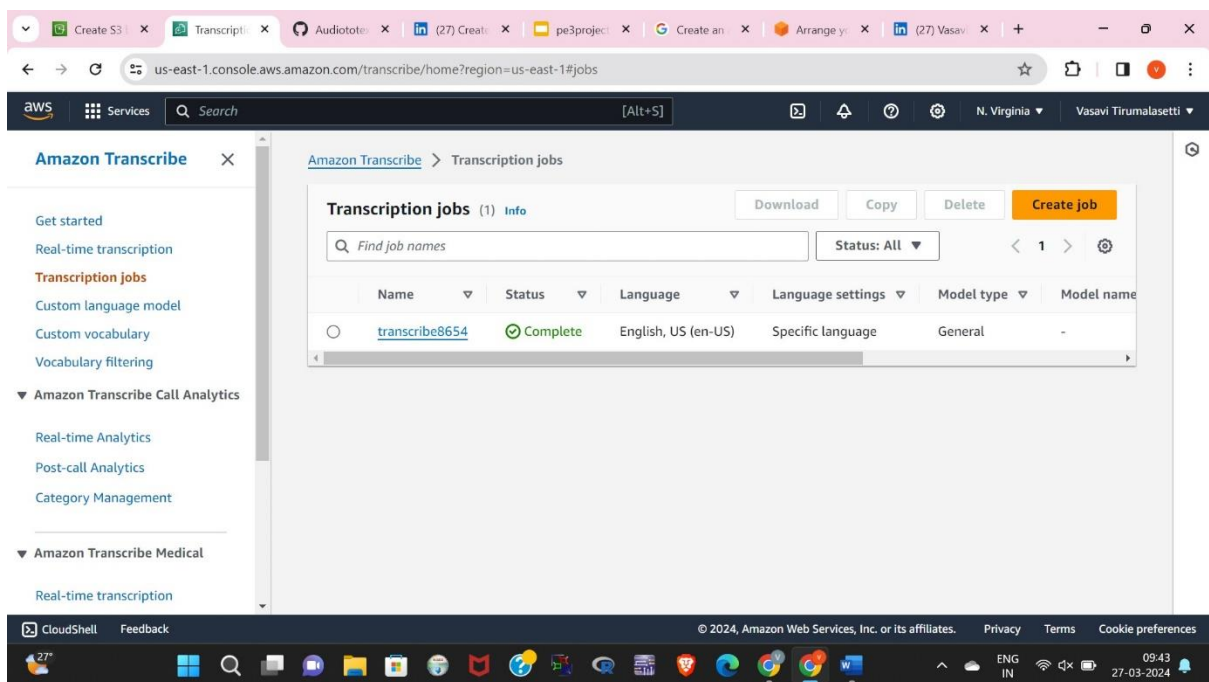 Create S3
Transcripti
Audiotote
(27) Create
pe3project
Create an
Arrange yo
(27) Vasavi
us-east-1.console.aws.amazon.com/transcribe/home?region=us-east-1#jobs
aws
Services
Search
[Alt+S]
N. Virginia
Vasavi Tirumalasetti
Amazon Transcribe
Get started
Real-time transcription
Transcription jobs
Custom language model
Custom vocabulary
Vocabulary filtering
Amazon Transcribe Call Analytics
Real-time Analytics
Post-call Analytics
Category Management
Amazon Transcribe Medical
Real-time transcription
Amazon Transcribe > Transcription jobs
Transcription jobs (1) Info
Download
Copy
Delete
Create job
Find job names
Status: All
1
Name Status Language Language settings Model type Model name
transcribe8654 Complete English, US (en-US) Specific language General -
CloudShell Feedback
© 2024, Amazon Web Services, Inc. or its affiliates. Privacy Terms Cookie preferences
27°
ENG
IN
09:43
27-03-2024